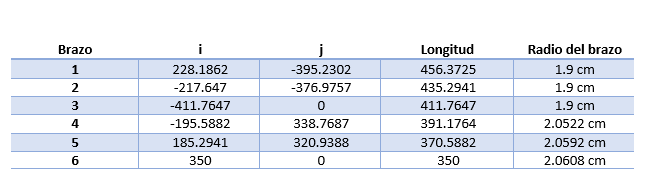 Brazo i j Longitud Radio del brazo
1 228.1862 -395.2302 456.3725 1.9 cm
2 -217.647 -376.9757 435.2941 1.9 cm
3 -411.7647 0 411.7647 1.9 cm
4 -195.5882 338.7687 391.1764 2.0522 cm
5 185.2941 320.9388 370.5882 2.0592 cm
6 350 0 350 2.0608 cm